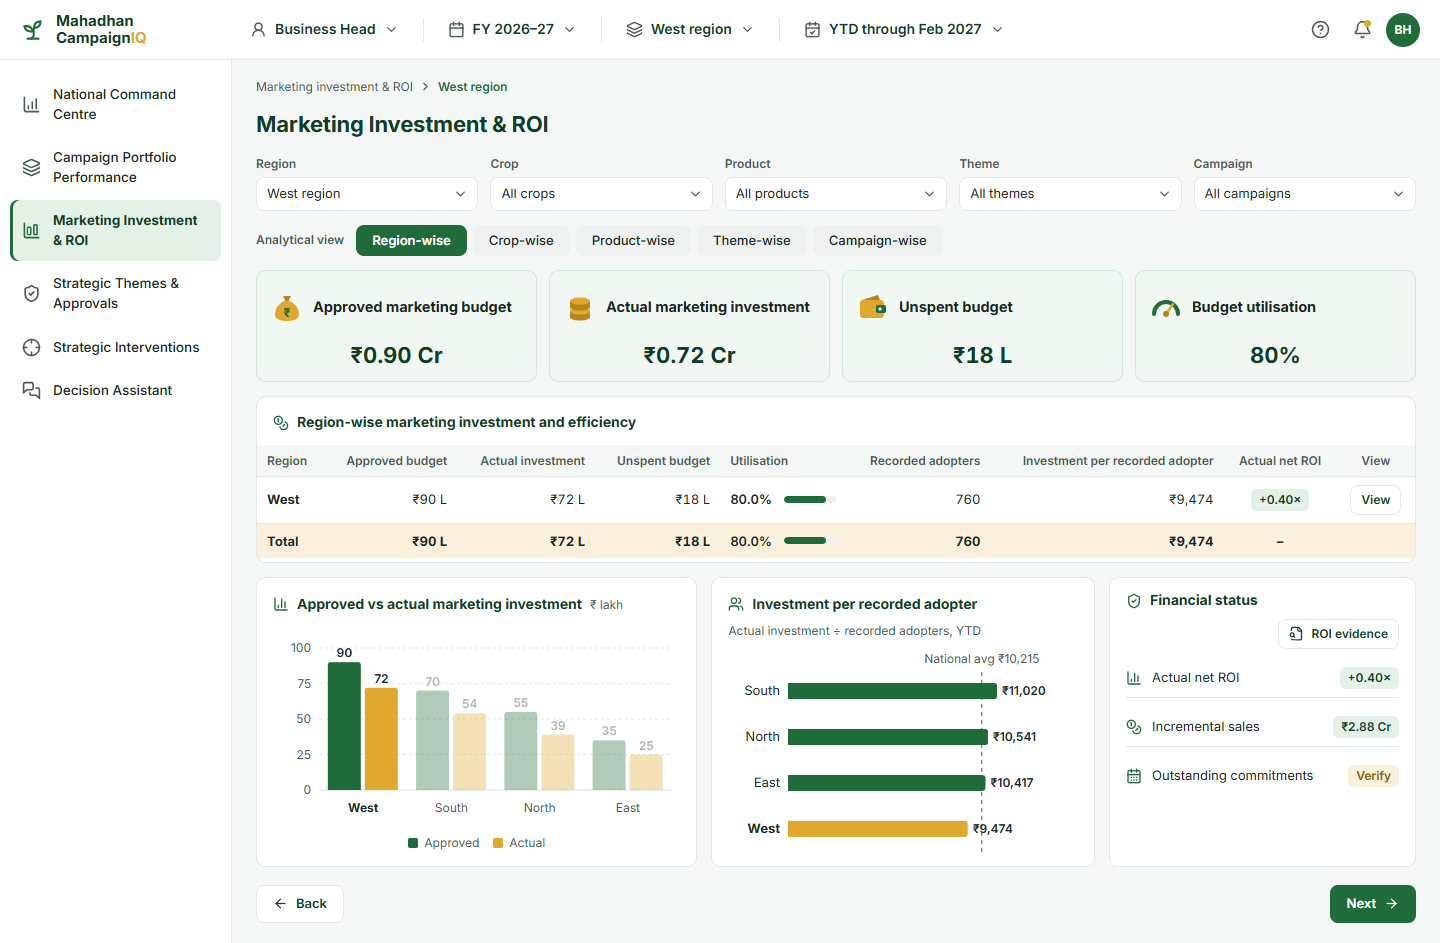 Mahadhan
CampaignIQ
Business Head
FY 2026–27
West region
YTD through Feb 2027
BH
National Command
Centre
Campaign Portfolio
Performance
Marketing Investment
& ROI
Strategic Themes &
Approvals
Strategic Interventions
Decision Assistant
Marketing investment & ROI > West region
Marketing Investment & ROI
Region Crop Product Theme Campaign
West region All crops All products All themes All campaigns
Analytical view Region-wise Crop-wise Product-wise Theme-wise Campaign-wise
Approved marketing budget
₹0.90 Cr
Actual marketing investment
₹0.72 Cr
Unspent budget
₹18 L
Budget utilisation
80%
Region-wise marketing investment and efficiency
Region Approved budget Actual investment Unspent budget Utilisation Recorded adopters Investment per recorded adopter Actual net ROI View
West ₹90 L ₹72 L ₹18 L 80.0% 760 ₹9,474 +0.40× View
Total ₹90 L ₹72 L ₹18 L 80.0% 760 ₹9,474 –
Approved vs actual marketing investment ₹ lakh
100
75
50
25
0
90
72
70
54
55
39
35
25
West South North East
Approved Actual
Investment per recorded adopter
Actual investment ÷ recorded adopters, YTD
National avg ₹10,215
South ₹11,020
North ₹10,541
East ₹10,417
West ₹9,474
Financial status
ROI evidence
Actual net ROI +0.40×
Incremental sales ₹2.88 Cr
Outstanding commitments Verify
Back
Next